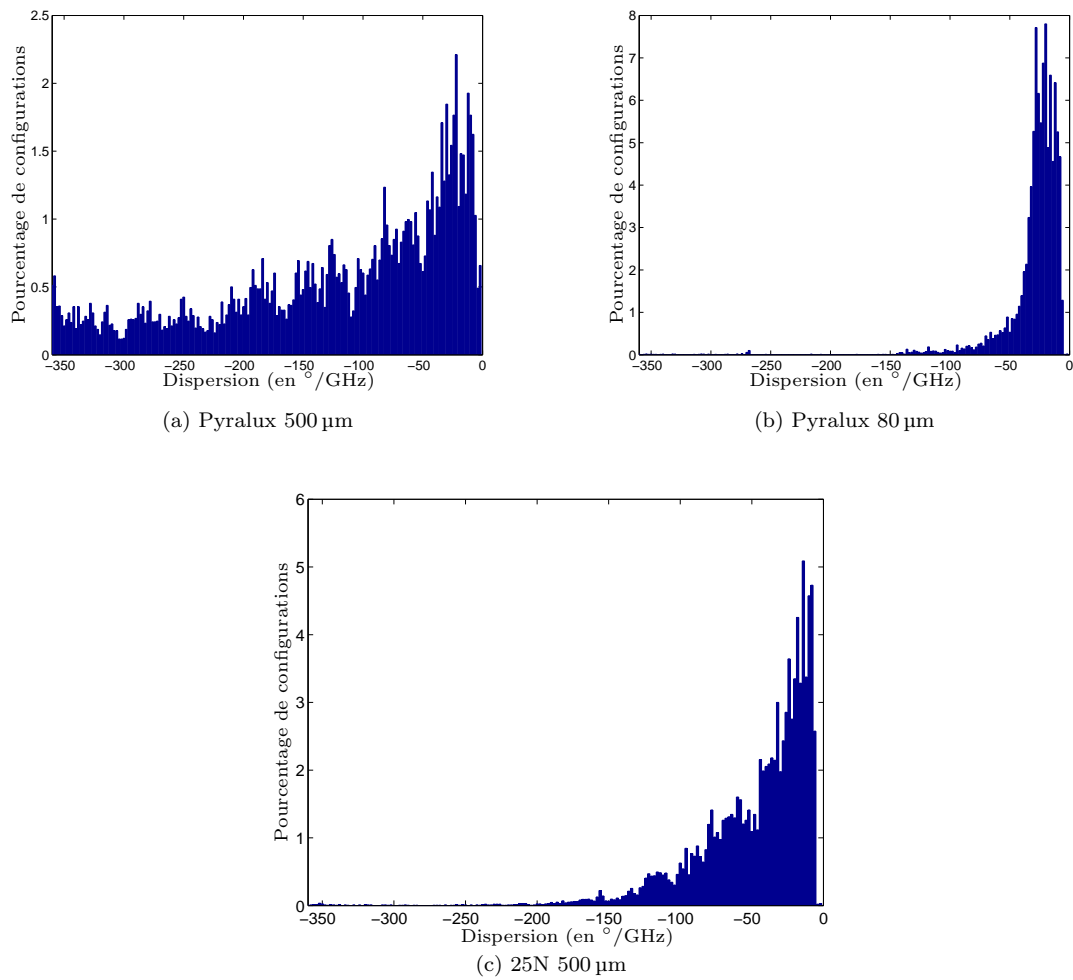 2.5
2
1.5
1
0.5
0
−350 −300 −250 −200 −150 −100 −50 0
Pourcentage de configurations
Dispersion (en °/GHz)
(a) Pyralux 500 µm
8
7
6
5
4
3
2
1
0
−350 −300 −250 −200 −150 −100 −50 0
Pourcentage de configurations
Dispersion (en °/GHz)
(b) Pyralux 80 µm
6
5
4
3
2
1
0
−350 −300 −250 −200 −150 −100 −50 0
Pourcentage de configurations
Dispersion (en °/GHz)
(c) 25N 500 µm